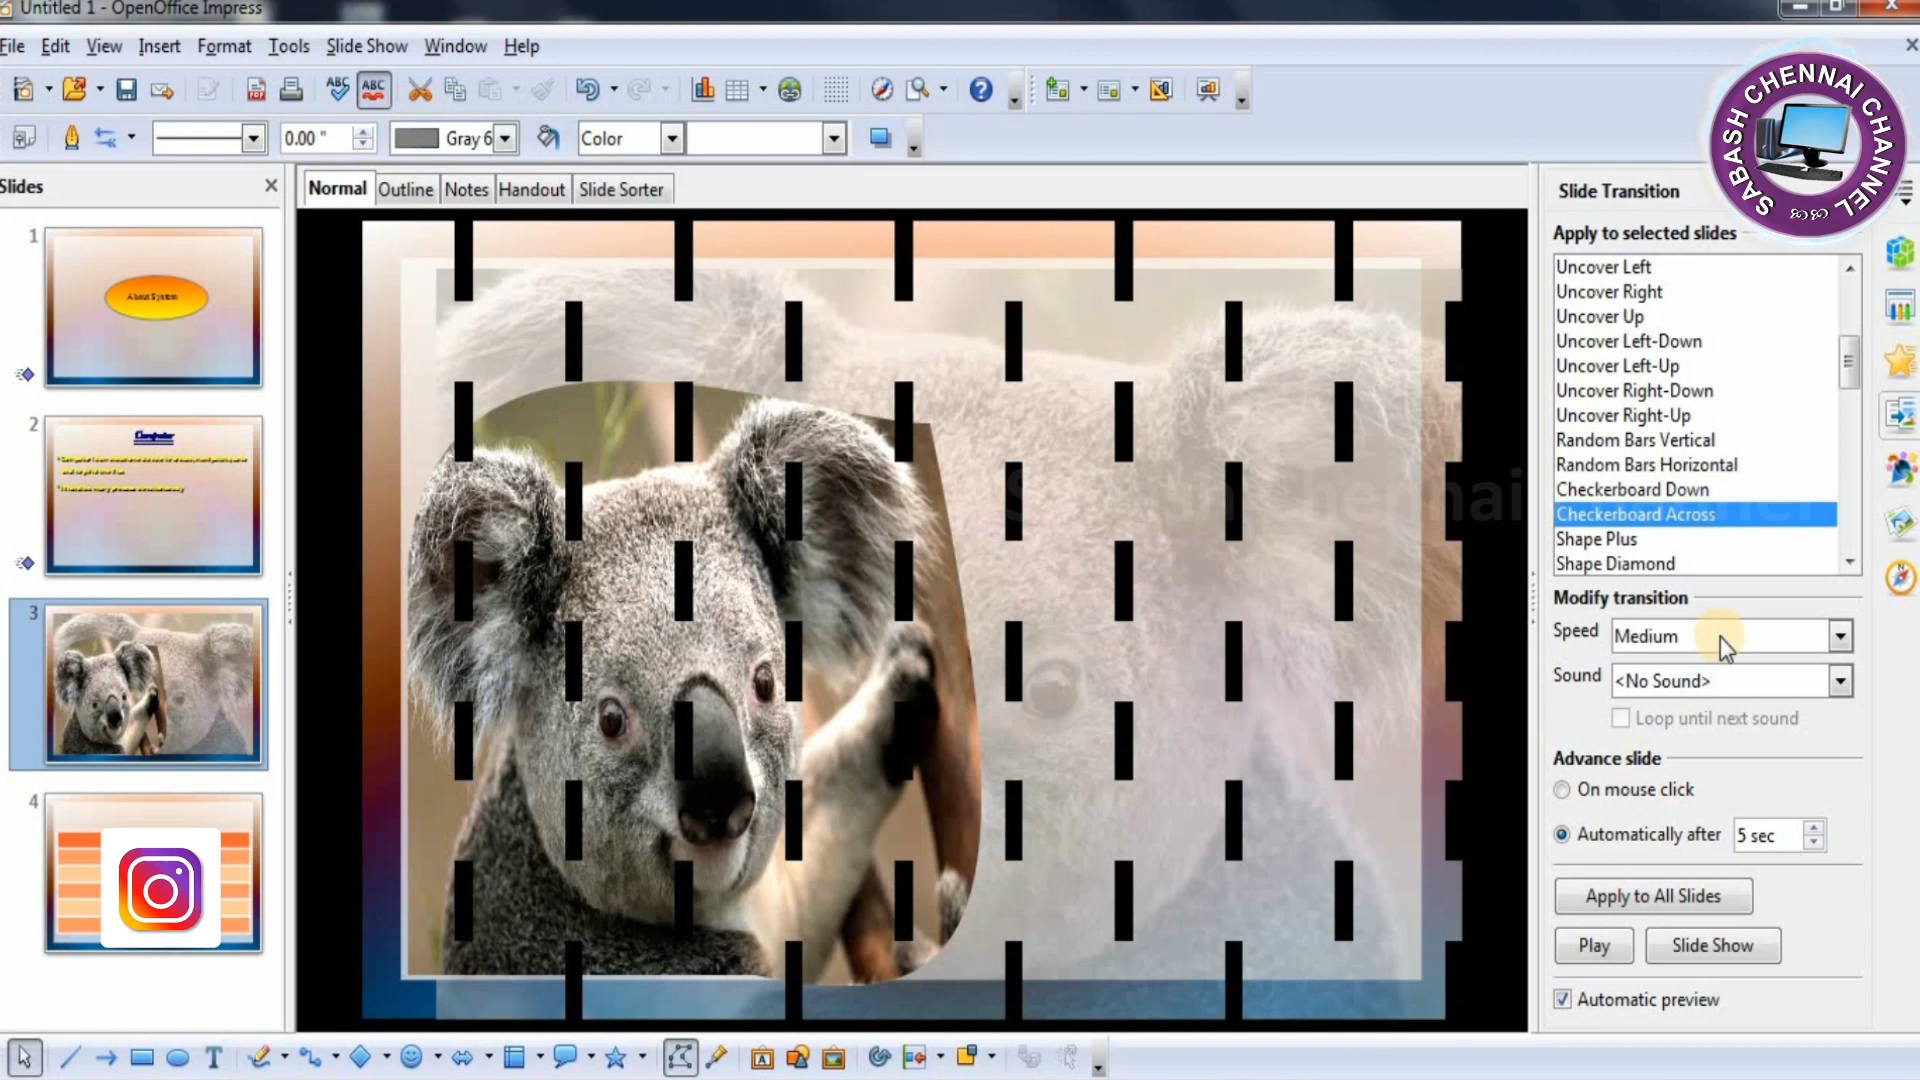 Untitled 1 - OpenOffice Impress
File Edit View Insert Format Tools Slide Show Window Help
ABC ABC
0.00 " Gray 6 Color
Slides
Normal Outline Notes Handout Slide Sorter
Slide Transition
SABASH CHENNAI CHANNEL
Apply to selected slides
Uncover Left
Uncover Right
Uncover Up
Uncover Left-Down
Uncover Left-Up
Uncover Right-Down
Uncover Right-Up
Random Bars Vertical
Random Bars Horizontal
Checkerboard Down
Checkerboard Across
Shape Plus
Shape Diamond
Modify transition
Speed Medium
Sound <No Sound>
Loop until next sound
Advance slide
On mouse click
Automatically after 5 sec
Apply to All Slides
Play Slide Show
Automatic preview
1
About System
2
Computer
3
4
T